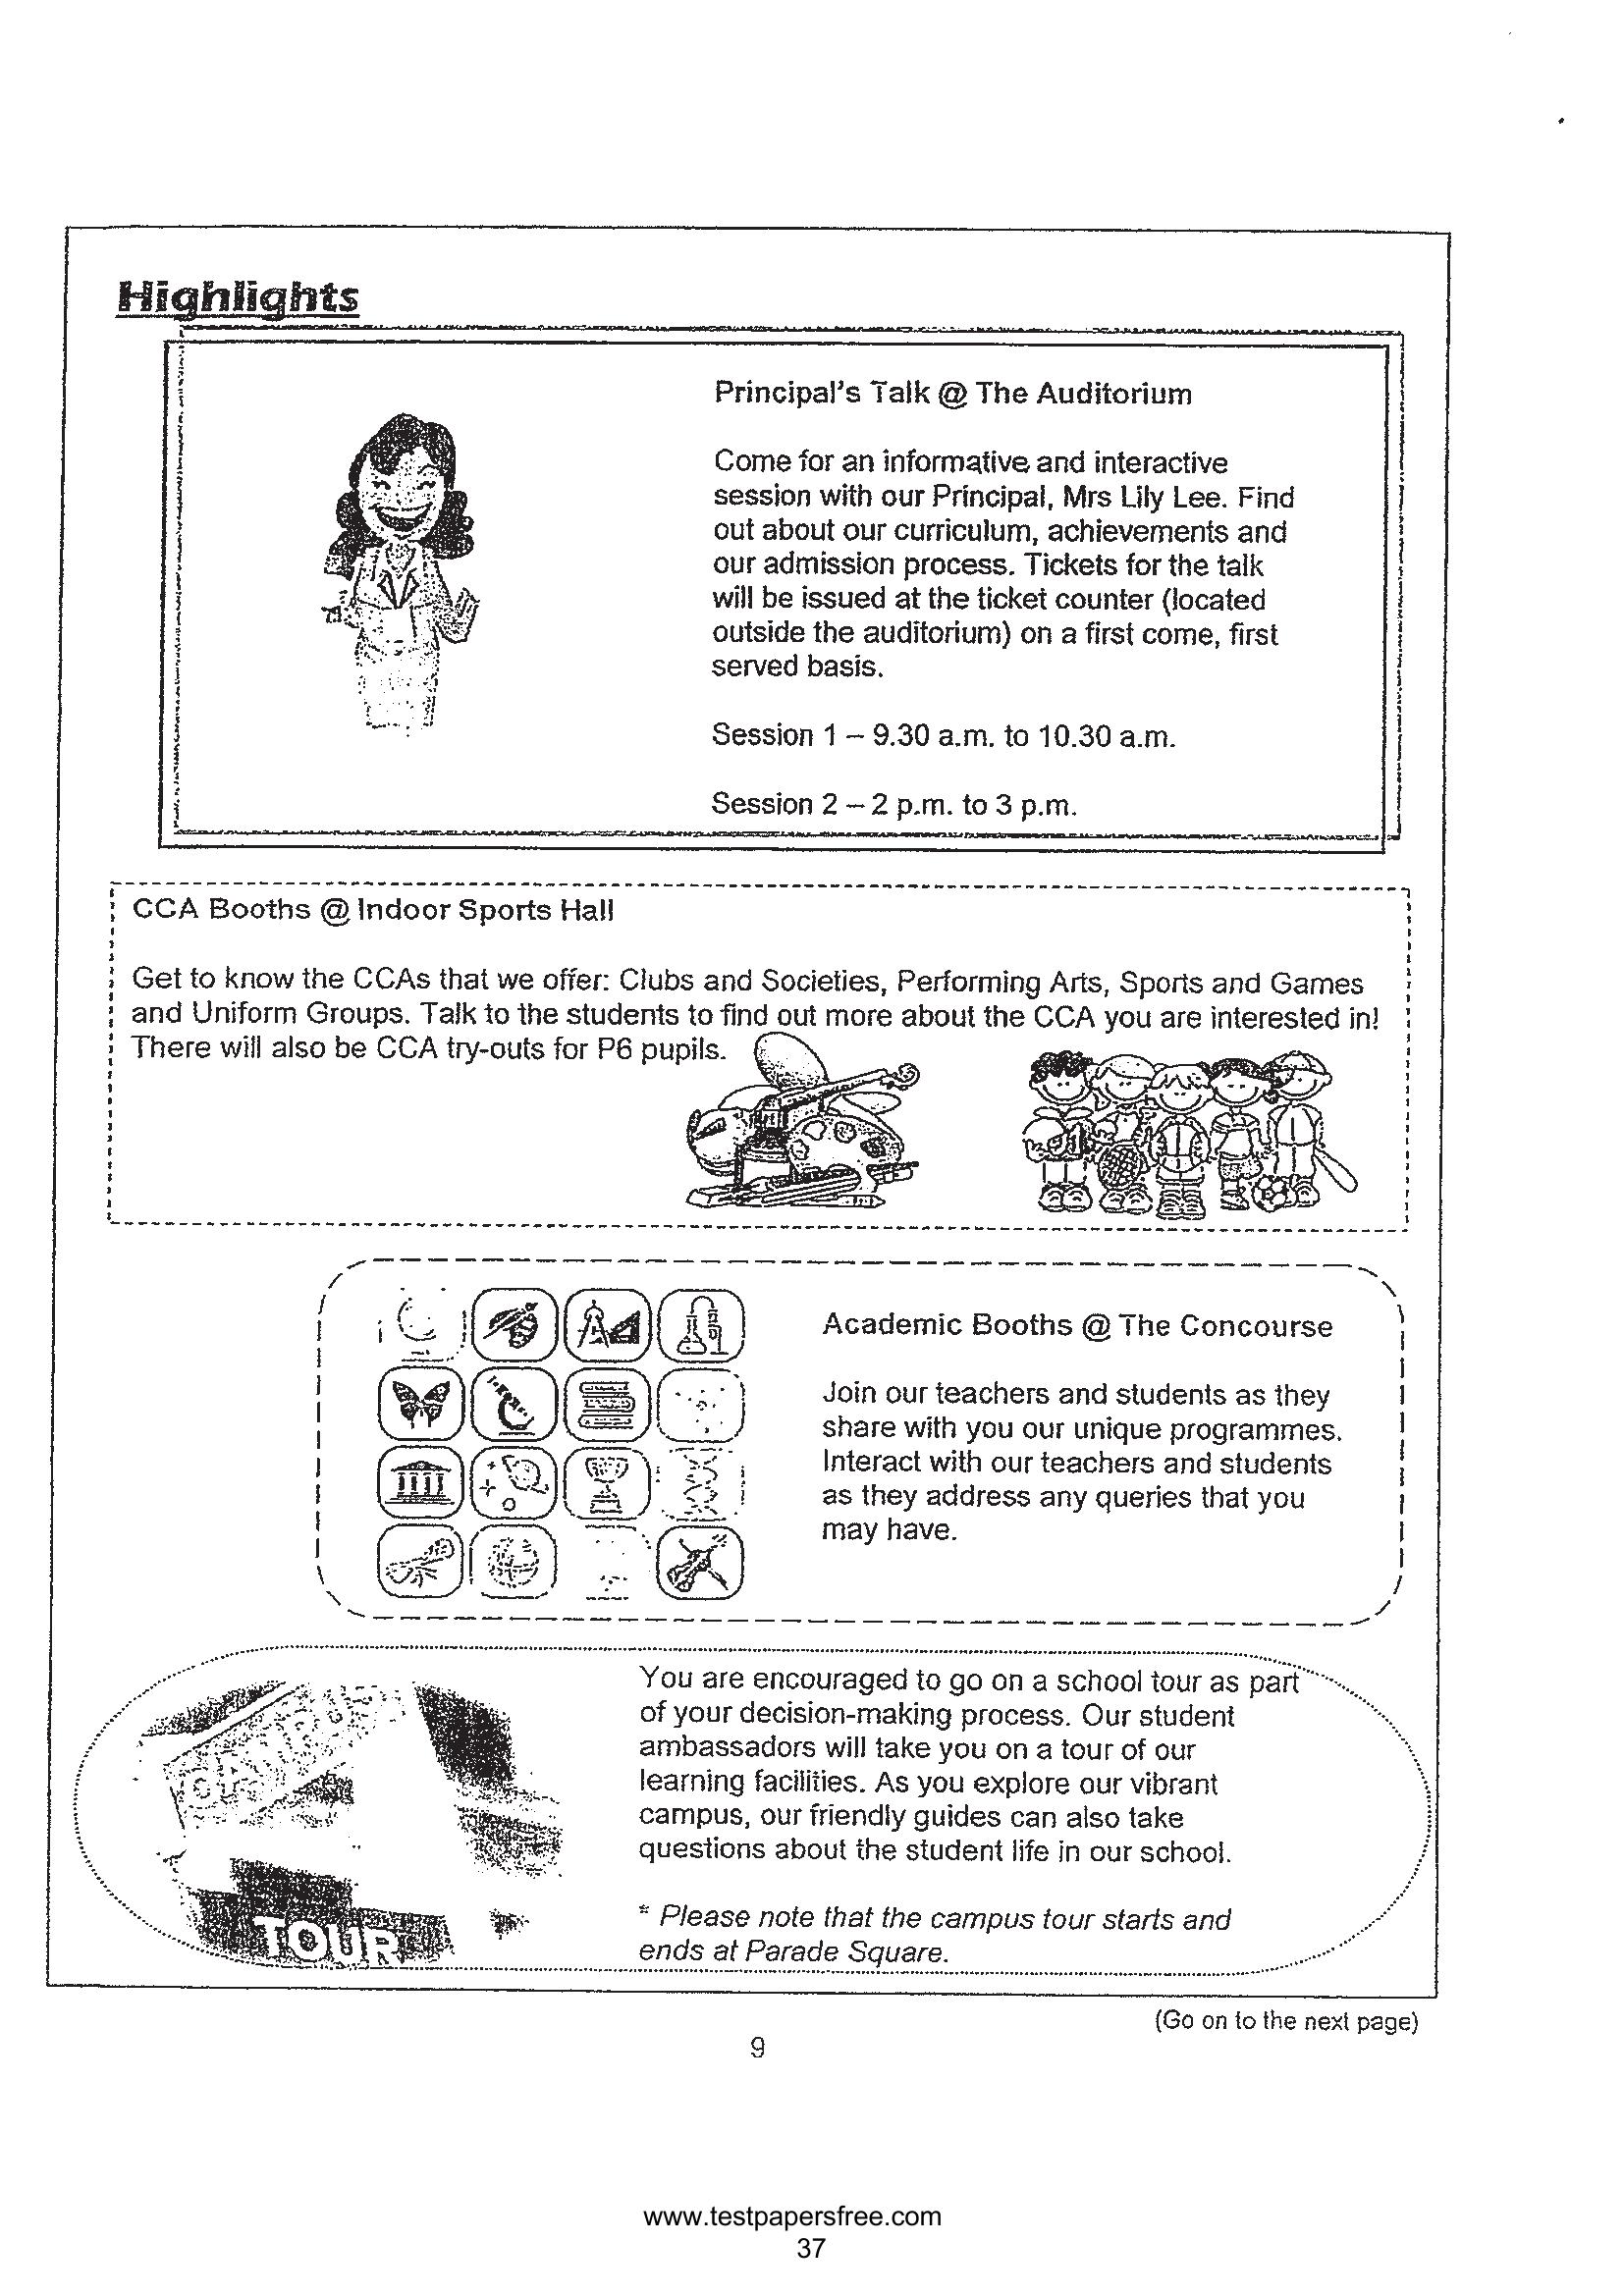 Highlights
Principal's Talk @ The Auditorium
Come for an informative and interactive
session with our Principal, Mrs Lily Lee. Find
out about our curriculum, achievements and
our admission process. Tickets for the talk
will be issued at the ticket counter (located
outside the auditorium) on a first come, first
served basis.
Session 1 – 9.30 a.m. to 10.30 a.m.
Session 2 – 2 p.m. to 3 p.m.
CCA Booths @ Indoor Sports Hall
Get to know the CCAs that we offer: Clubs and Societies, Performing Arts, Sports and Games
and Uniform Groups. Talk to the students to find out more about the CCA you are interested in!
There will also be CCA try-outs for P6 pupils.
Academic Booths @ The Concourse
Join our teachers and students as they
share with you our unique programmes.
Interact with our teachers and students
as they address any queries that you
may have.
CAMPUS
TOUR
You are encouraged to go on a school tour as part
of your decision-making process. Our student
ambassadors will take you on a tour of our
learning facilities. As you explore our vibrant
campus, our friendly guides can also take
questions about the student life in our school.
* Please note that the campus tour starts and
ends at Parade Square.
(Go on to the next page)
9
www.testpapersfree.com
37